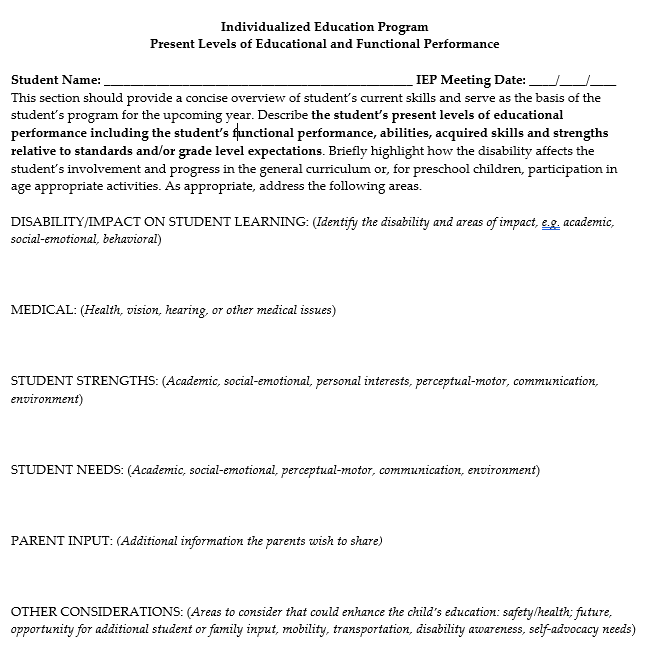 Individualized Education Program
Present Levels of Educational and Functional Performance
Student Name: ________________________________________ IEP Meeting Date: ____/____/____
This section should provide a concise overview of student's current skills and serve as the basis of the
student's program for the upcoming year. Describe the student's present levels of educational
performance including the student's functional performance, abilities, acquired skills and strengths
relative to standards and/or grade level expectations. Briefly highlight how the disability affects the
student's involvement and progress in the general curriculum or, for preschool children, participation in
age appropriate activities. As appropriate, address the following areas.
DISABILITY/IMPACT ON STUDENT LEARNING: (Identify the disability and areas of impact, e.g. academic,
social-emotional, behavioral)
MEDICAL: (Health, vision, hearing, or other medical issues)
STUDENT STRENGTHS: (Academic, social-emotional, personal interests, perceptual-motor, communication,
environment)
STUDENT NEEDS: (Academic, social-emotional, perceptual-motor, communication, environment)
PARENT INPUT: (Additional information the parents wish to share)
OTHER CONSIDERATIONS: (Areas to consider that could enhance the child's education: safety/health; future,
opportunity for additional student or family input, mobility, transportation, disability awareness, self-advocacy needs)